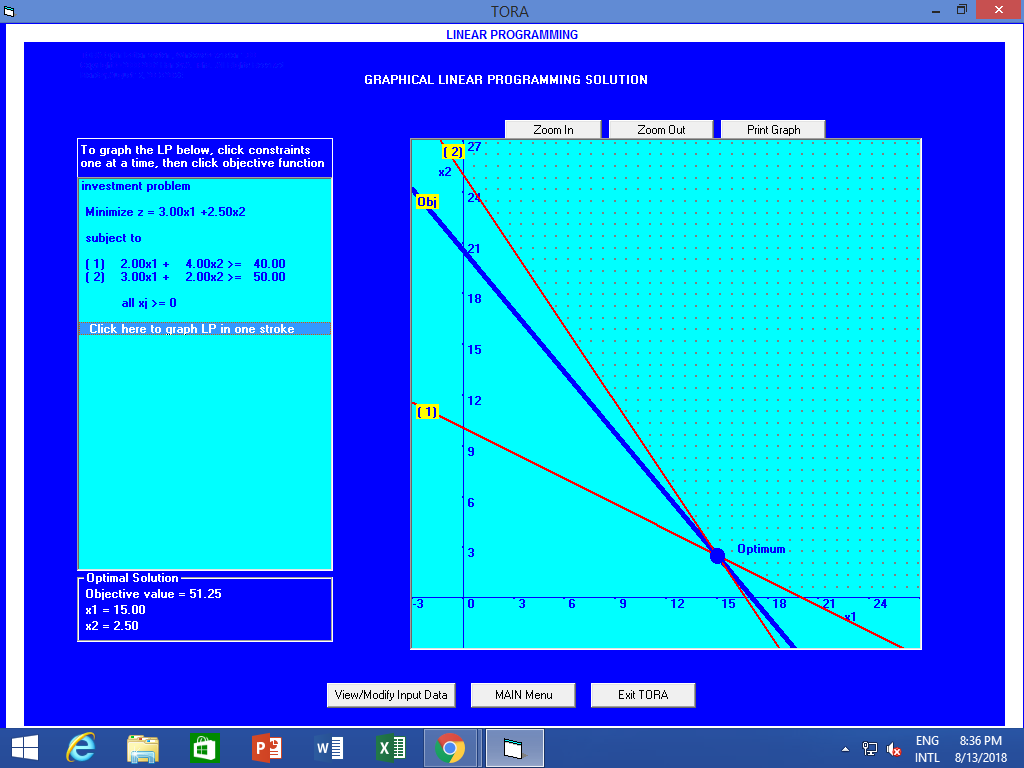 TORA
LINEAR PROGRAMMING
GRAPHICAL LINEAR PROGRAMMING SOLUTION
Zoom In
Zoom Out
Print Graph
To graph the LP below, click constraints
one at a time, then click objective function
investment problem
Minimize z = 3.00x1 +2.50x2
subject to
( 1) 2.00x1 + 4.00x2 >= 40.00
( 2) 3.00x1 + 2.00x2 >= 50.00
all xj >= 0
Click here to graph LP in one stroke
Optimal Solution
Objective value = 51.25
x1 = 15.00
x2 = 2.50
( 2)
27
x2
24
Obj
21
18
15
12
( 1)
9
6
3
Optimum
-3 0 3 6 9 12 15 18 21 24
x1
View/Modify Input Data
MAIN Menu
Exit TORA
ENG 8:36 PM
INTL 8/13/2018